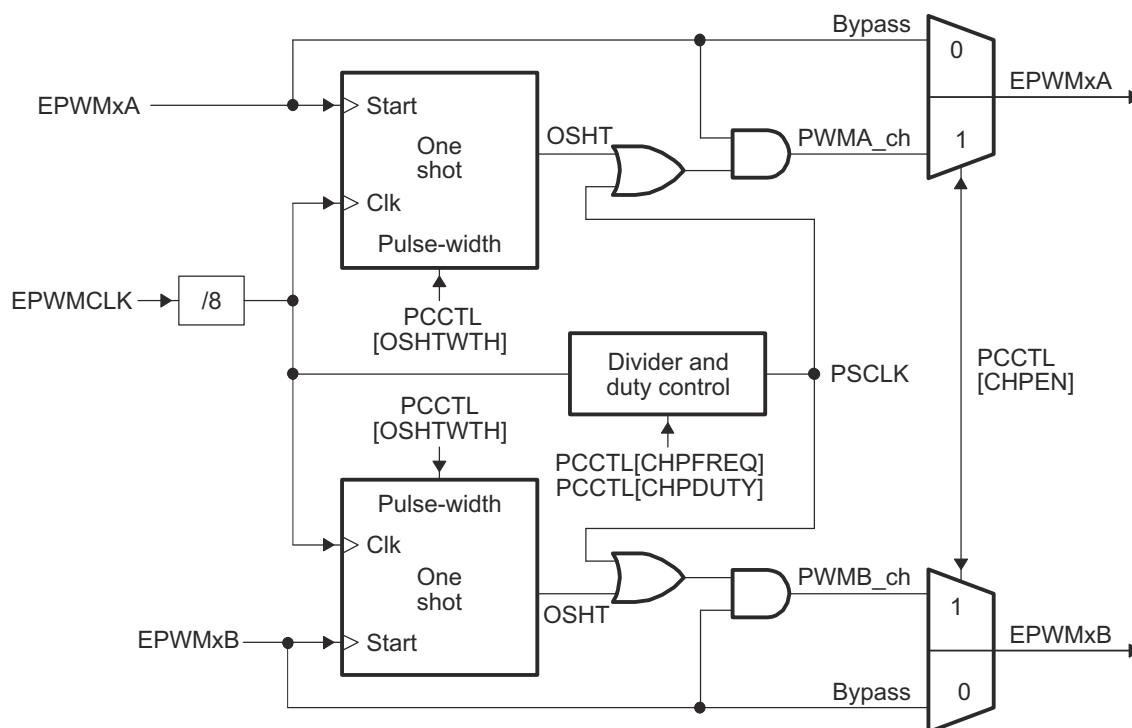 Bypass
0
EPWMxA
EPWMxA
Start
OSHT
PWMA_ch
1
One
shot
Clk
Pulse-width
EPWMCLK
/8
PCCTL
[OSHTWTH]
Divider and
duty control
PSCLK
PCCTL
[CHPEN]
PCCTL
[OSHTWTH]
PCCTL[CHPFREQ]
PCCTL[CHPDUTY]
Pulse-width
Clk
One
shot
OSHT
PWMB_ch
1
EPWMxB
Start
EPWMxB
Bypass
0